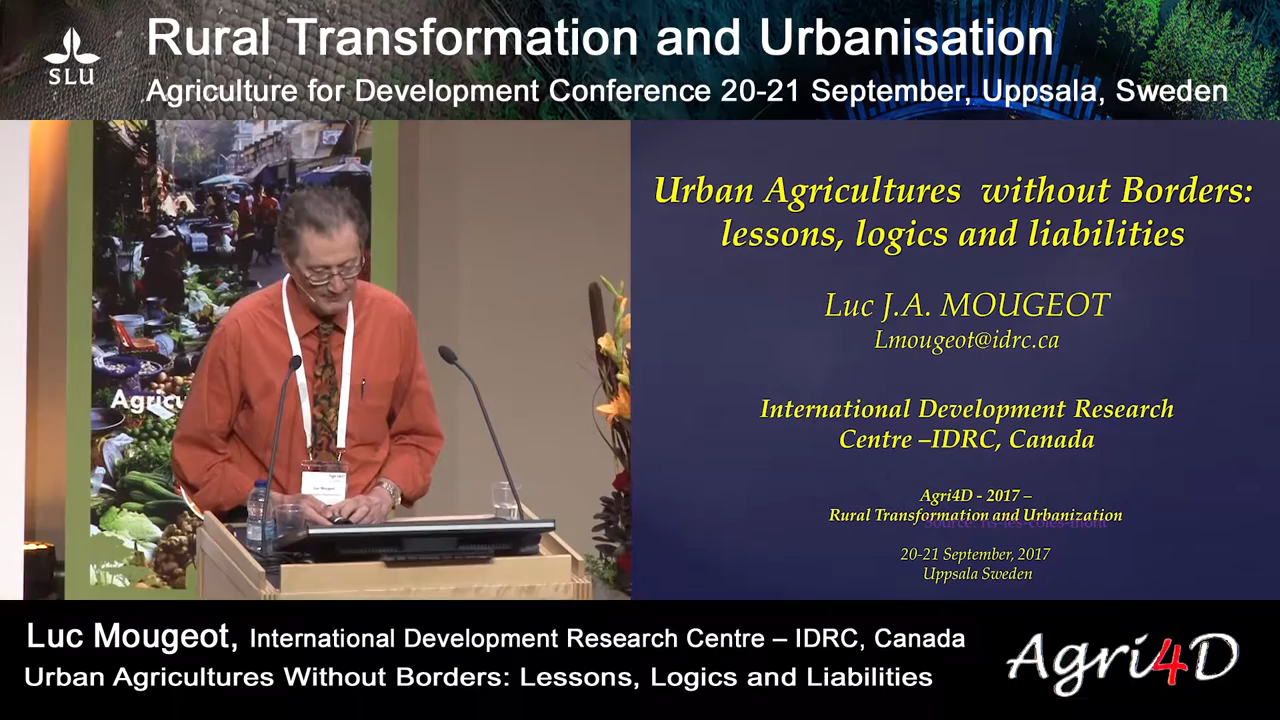 SLU
Rural Transformation and Urbanisation
Agriculture for Development Conference 20-21 September, Uppsala, Sweden
Agricu
Urban Agricultures without Borders:
lessons, logics and liabilities
Luc J.A. MOUGEOT
Lmougeot@idrc.ca
International Development Research
Centre –IDRC, Canada
Agri4D - 2017 –
Rural Transformation and Urbanization
20-21 September, 2017
Uppsala Sweden
Luc Mougeot, International Development Research Centre – IDRC, Canada
Urban Agricultures Without Borders: Lessons, Logics and Liabilities
Agri4D